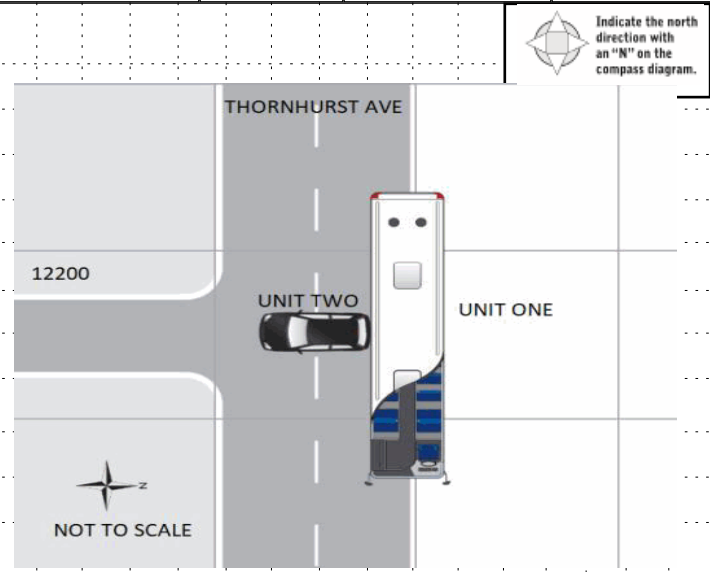 Indicate the north
direction with
an “N” on the
compass diagram.
THORNHURST AVE
12200
UNIT TWO
UNIT ONE
N
NOT TO SCALE